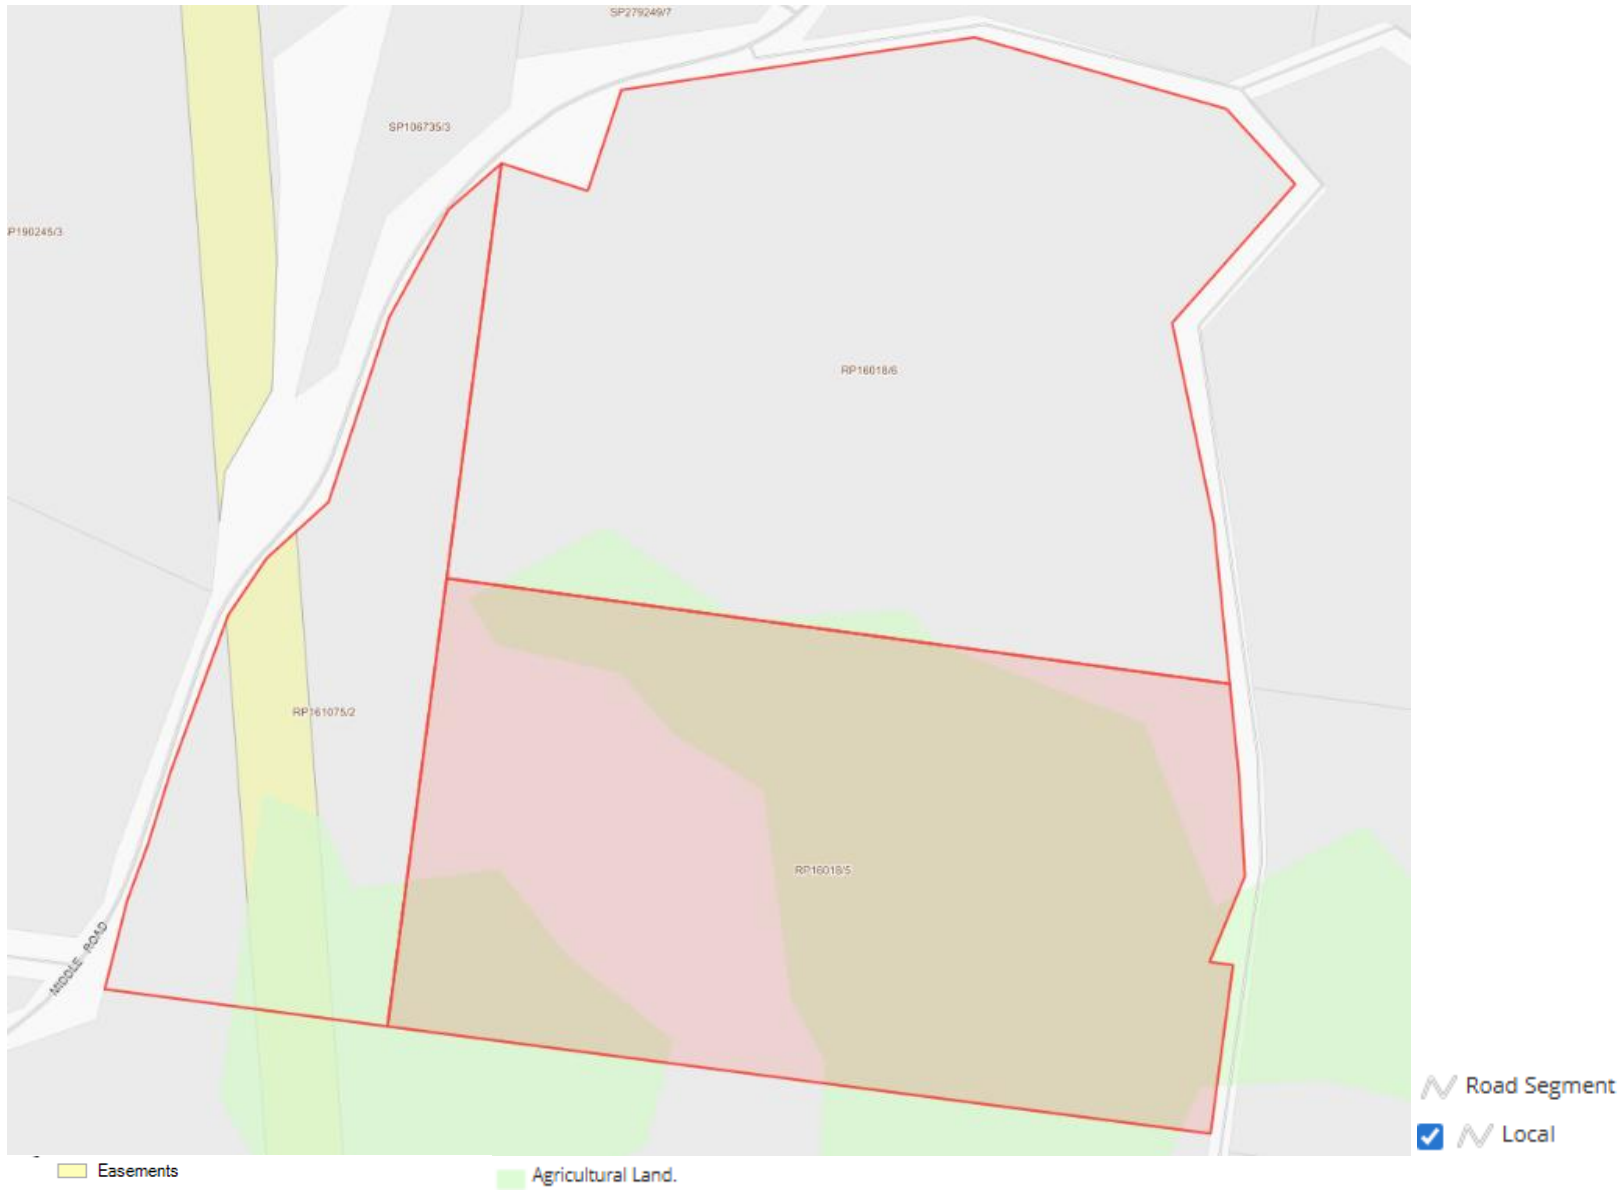 SP279249/7
SP106735/3
P190245/3
RP16018/6
RP161075/2
RP16018/5
MIDDLE ROAD
Road Segment
Local
Easements
Agricultural Land.